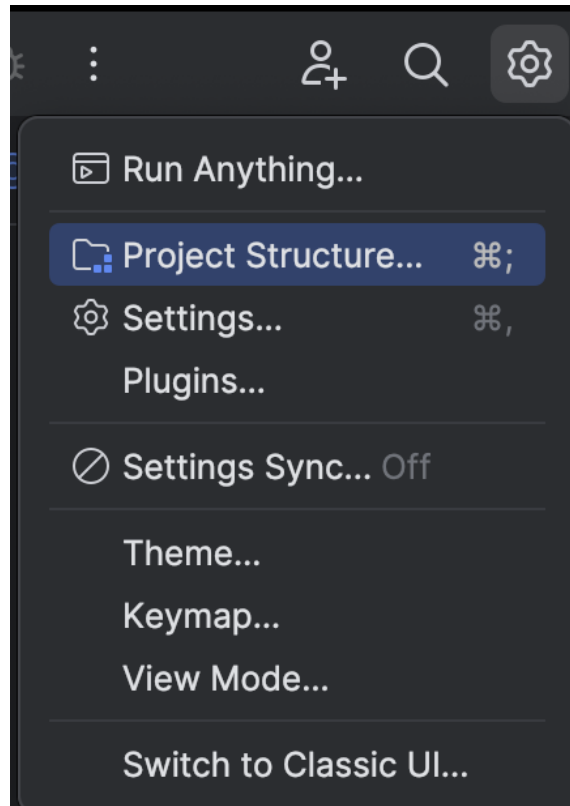 Run Anything...
Project Structure... ⌘;
Settings... ⌘,
Plugins...
Settings Sync... Off
Theme...
Keymap...
View Mode...
Switch to Classic UI...